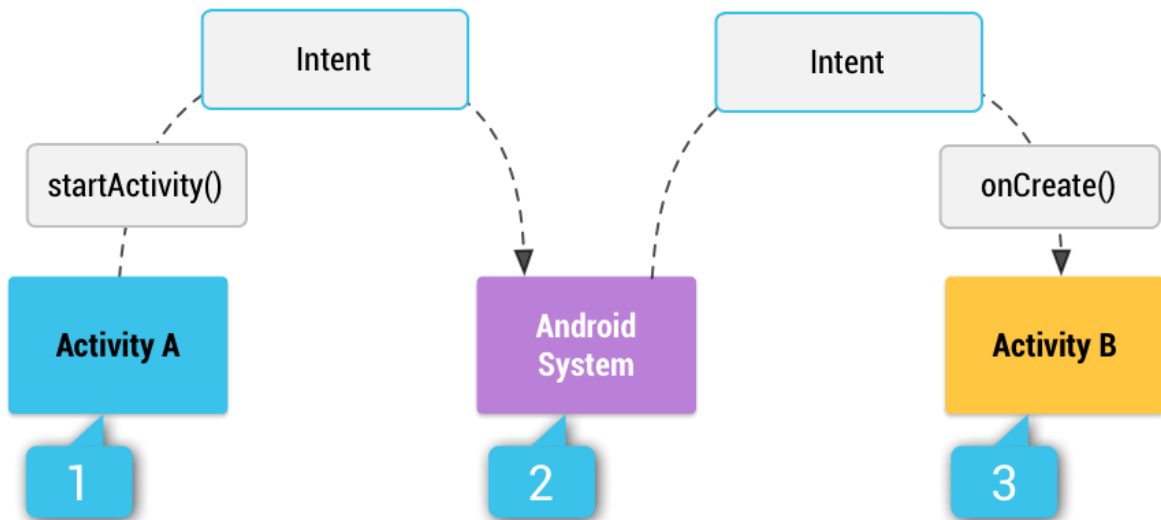 Intent
Intent
startActivity()
onCreate()
Activity A
Android
System
Activity B
1
2
3